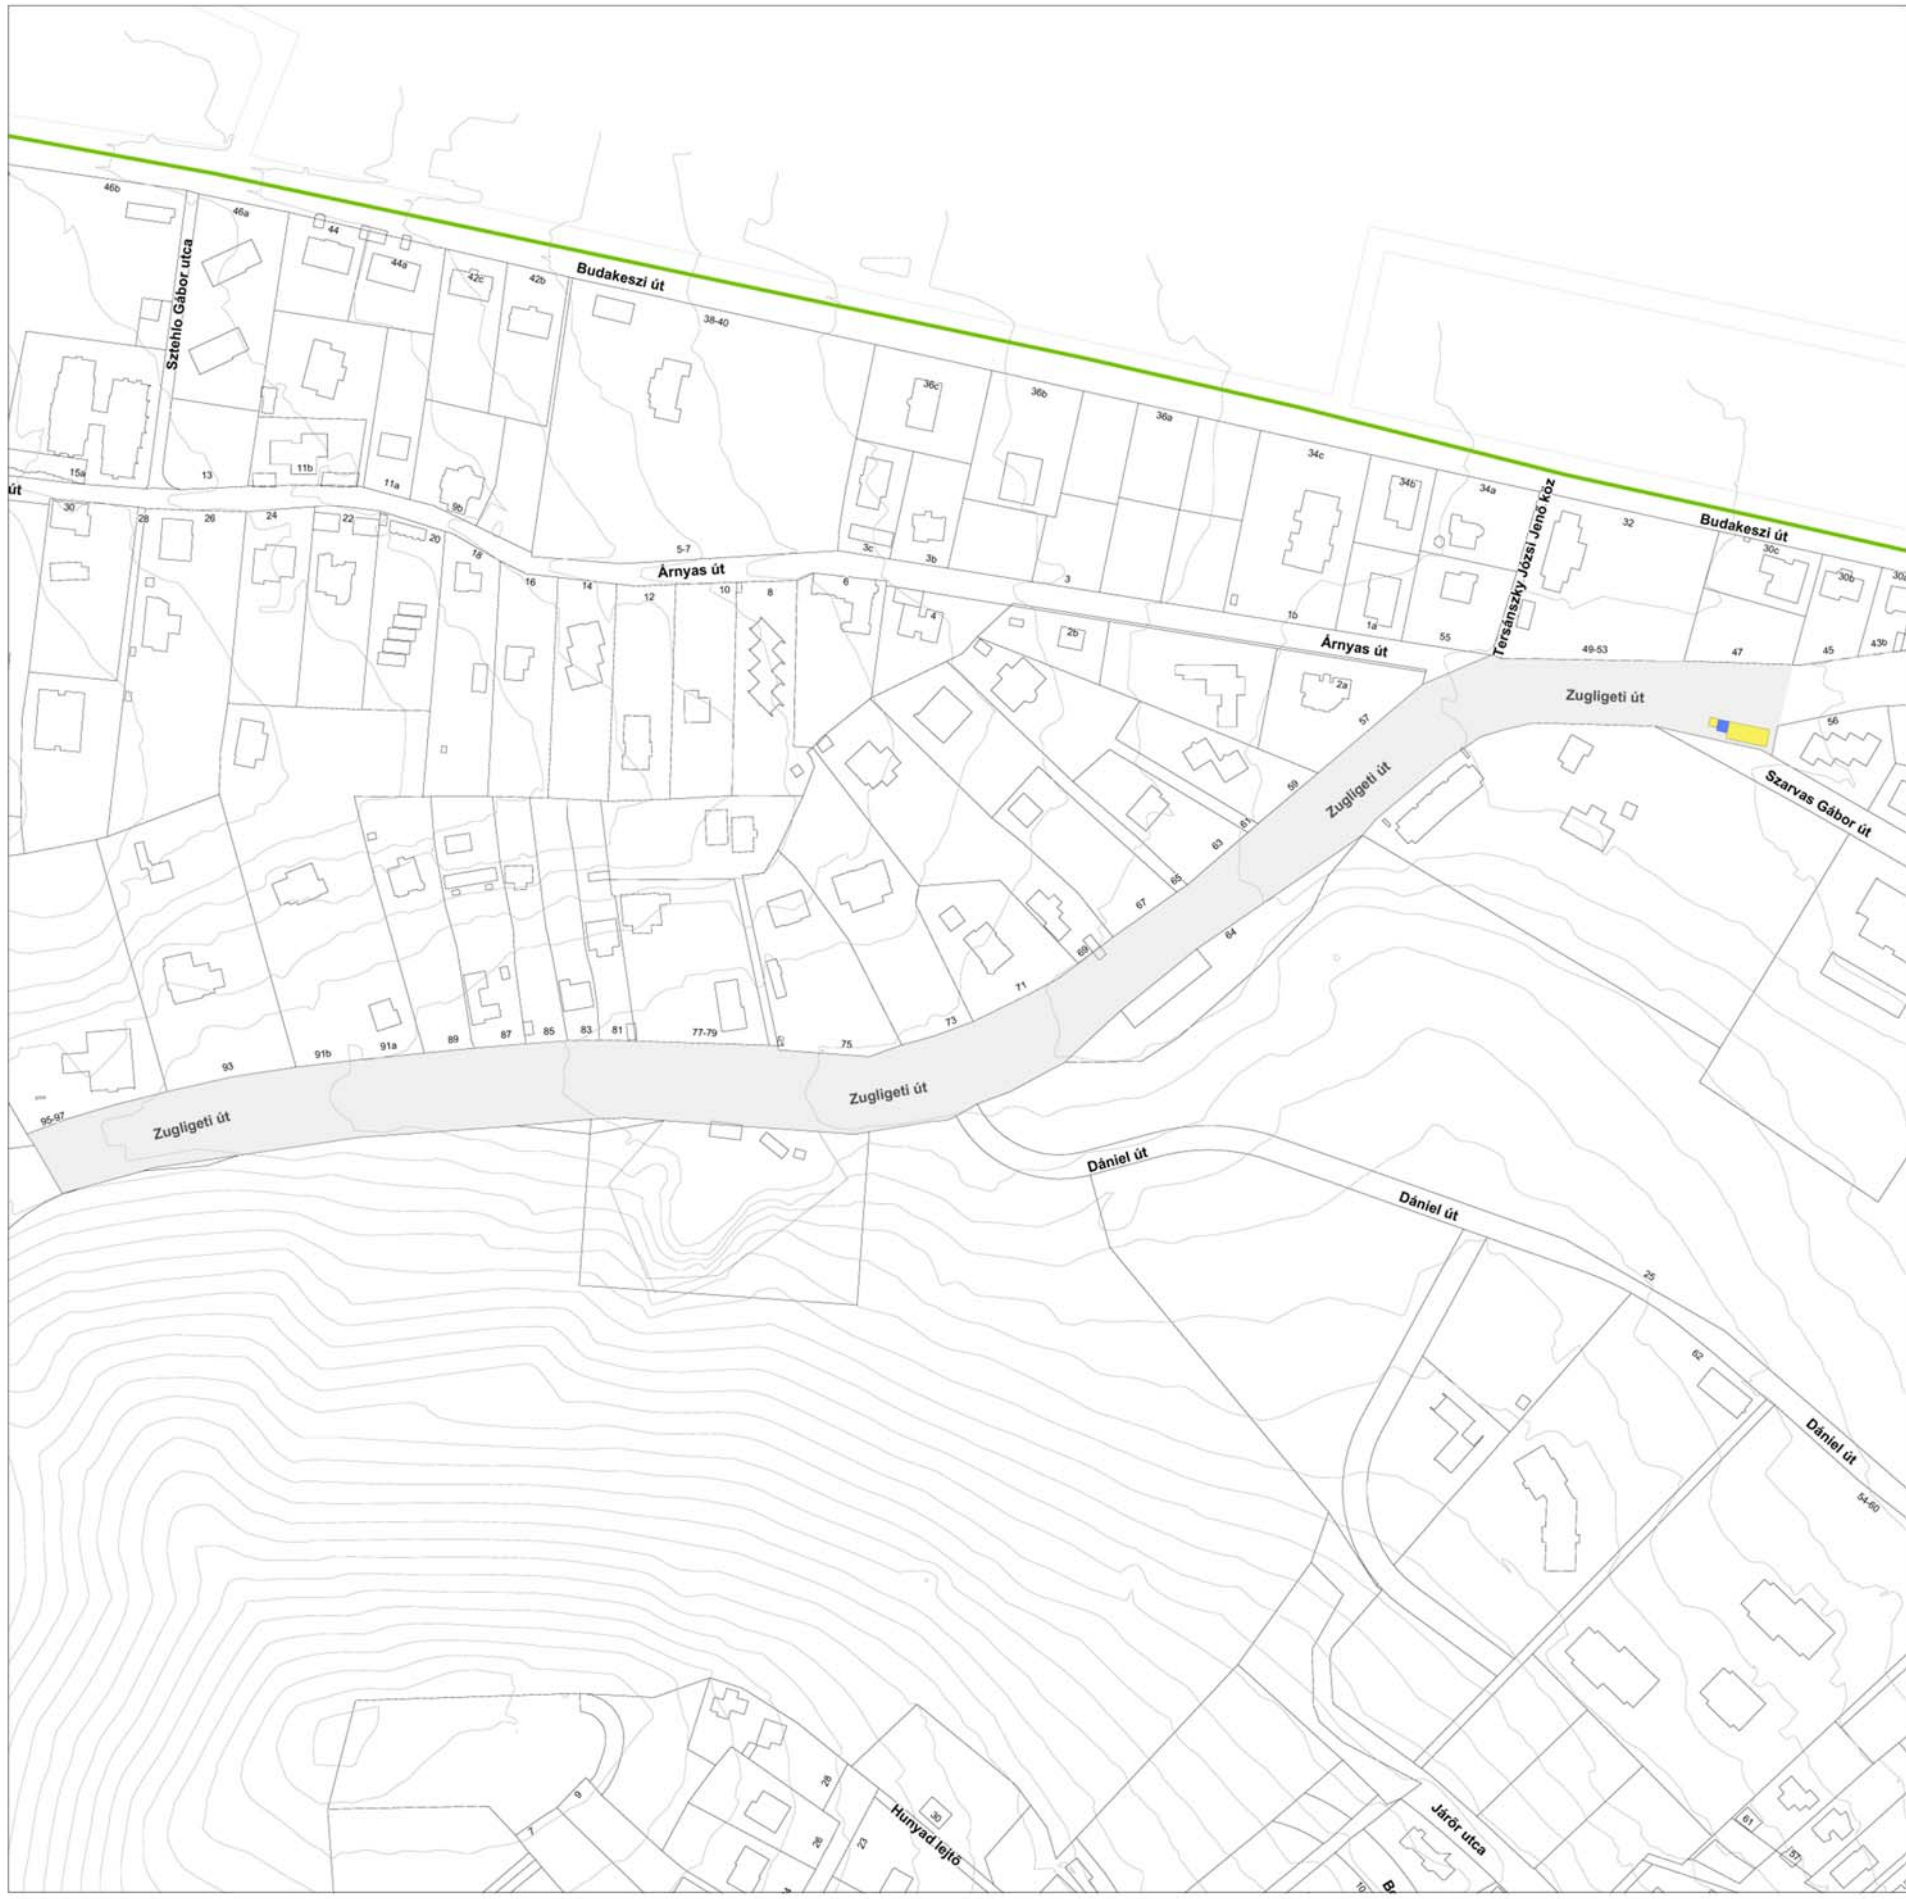 46b
46a
44
44a
42c
42b
Budakeszi út
38-40
36c
36b
36a
34c
34b
34a
32
Budakeszi út
30c
30b
Sztehlo Gábor utca
Tersánszky Józsi Jenő köz
15a
13
11b
11a
9b
út
30
28
26
24
22
20
18
16
14
12
10
8
5-7
Árnyas út
6
4
3c
3b
3
2b
1b
1a
55
Árnyas út
2a
49-53
47
45
43b
Zugligeti út
56
Szarvas Gábor út
57
59
Zugligeti út
61
63
65
67
69
64
71
73
75
77-79
81
83
85
87
89
91a
91b
93
95-97
Zugligeti út
Zugligeti út
Dániel út
Dániel út
25
62
Dániel út
54-60
9
7
28
26
23
30
Hunyad lejtő
Járőr utca
61
57
10